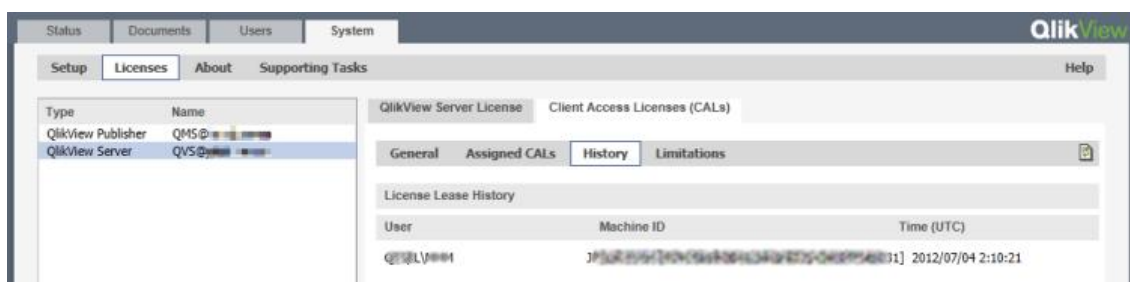 Status Documents Users System QlikView
Setup Licenses About Supporting Tasks Help
Type Name QlikView Server License Client Access Licenses (CALs)
QlikView Publisher QMS@
QlikView Server QVS@ General Assigned CALs History Limitations
License Lease History
User Machine ID Time (UTC)
2012/07/04 2:10:21